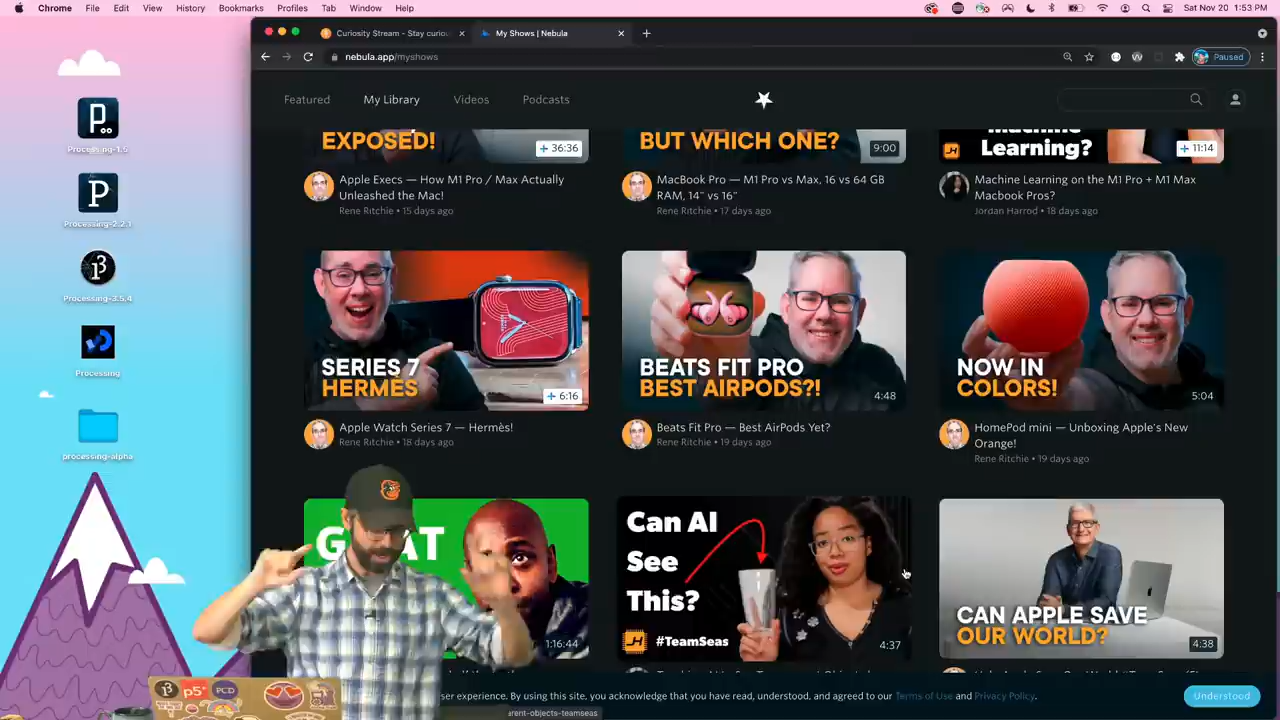 Chrome File Edit View History Bookmarks Profiles Tab Window Help
Sat Nov 20 1:53 PM
Curiosity Stream - Stay curiou
My Shows | Nebula
nebula.app/myshows
Paused
Featured My Library Videos Podcasts
EXPOSED!
36:36
BUT WHICH ONE?
9:00
Machine
Learning?
11:14
Apple Execs — How M1 Pro / Max Actually
Unleashed the Mac!
Rene Ritchie • 15 days ago
MacBook Pro — M1 Pro vs Max, 16 vs 64 GB
RAM, 14" vs 16"
Rene Ritchie • 17 days ago
Machine Learning on the M1 Pro + M1 Max
Macbook Pros?
Jordan Harrod • 18 days ago
SERIES 7
HERMÈS
+ 6:16
BEATS FIT PRO
BEST AIRPODS?!
4:48
NOW IN
COLORS!
5:04
Apple Watch Series 7 — Hermès!
Rene Ritchie • 18 days ago
Beats Fit Pro — Best AirPods Yet?
Rene Ritchie • 19 days ago
HomePod mini — Unboxing Apple's New
Orange!
Rene Ritchie • 19 days ago
1:16:44
Can AI
See
This?
#TeamSeas
4:37
CAN APPLE SAVE
OUR WORLD?
4:38
ser experience. By using this site, you acknowledge that you have read, understood, and agreed to our Terms of Use and Privacy Policy.
Understood
arent-objects-teamseas
Processing-1.5
Processing-2.2.1
Processing-3.5.4
Processing
processing-alpha
p5*
PCD